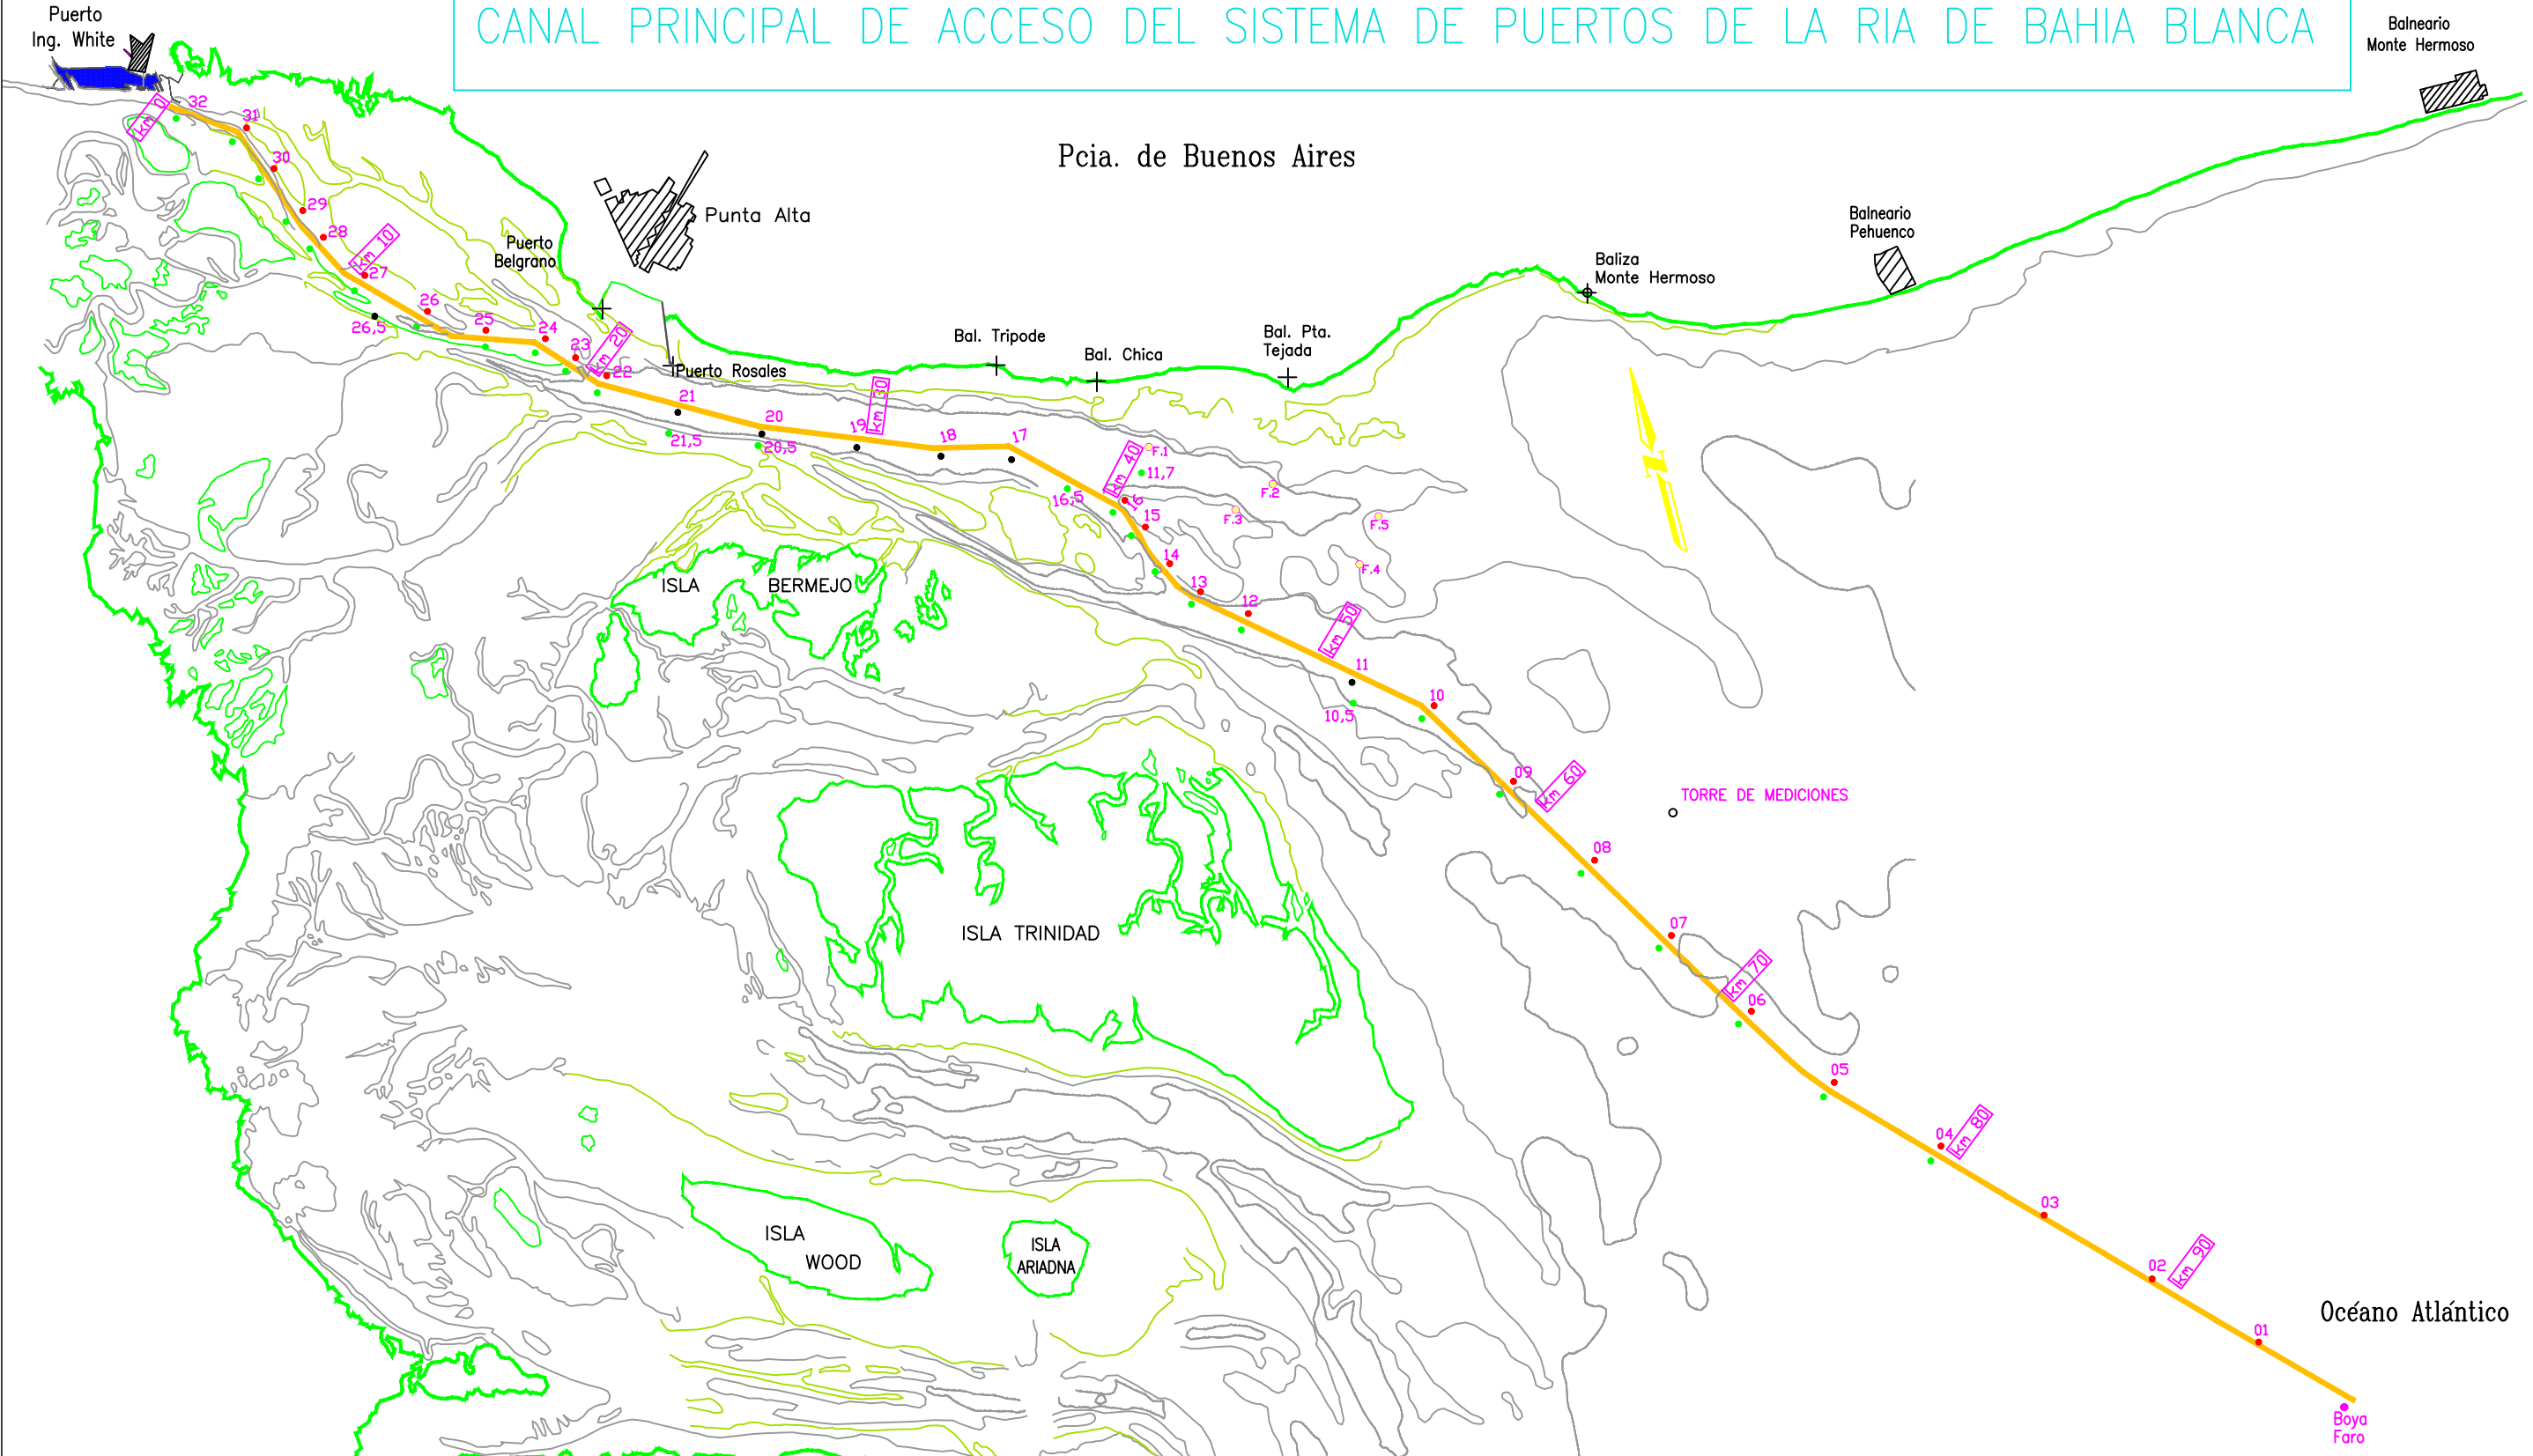 CANAL PRINCIPAL DE ACCESO DEL SISTEMA DE PUERTOS DE LA RIA DE BAHIA BLANCA
Puerto
Ing. White
Balneario
Monte Hermoso
Pcia. de Buenos Aires
Punta Alta
Puerto
Belgrano
Balneario
Pehuenco
Baliza
Monte Hermoso
Bal. Tripode
Bal. Chica
Bal. Pta.
Tejada
Puerto Rosales
km 0
32
31
30
29
28
km 10
27
26
26,5
25
24
23
km 20
22
21
21,5
20
20,5
19
km 30
18
17
16,5
km 40
16
F.1
11,7
F.2
F.3
F.5
F.4
15
14
13
12
km 50
11
10,5
10
09
km 60
TORRE DE MEDICIONES
08
07
km 70
06
05
04
km 80
03
02
km 90
01
Boya
Faro
Océano Atlántico
ISLA BERMEJO
ISLA TRINIDAD
ISLA
WOOD
ISLA
ARIADNA